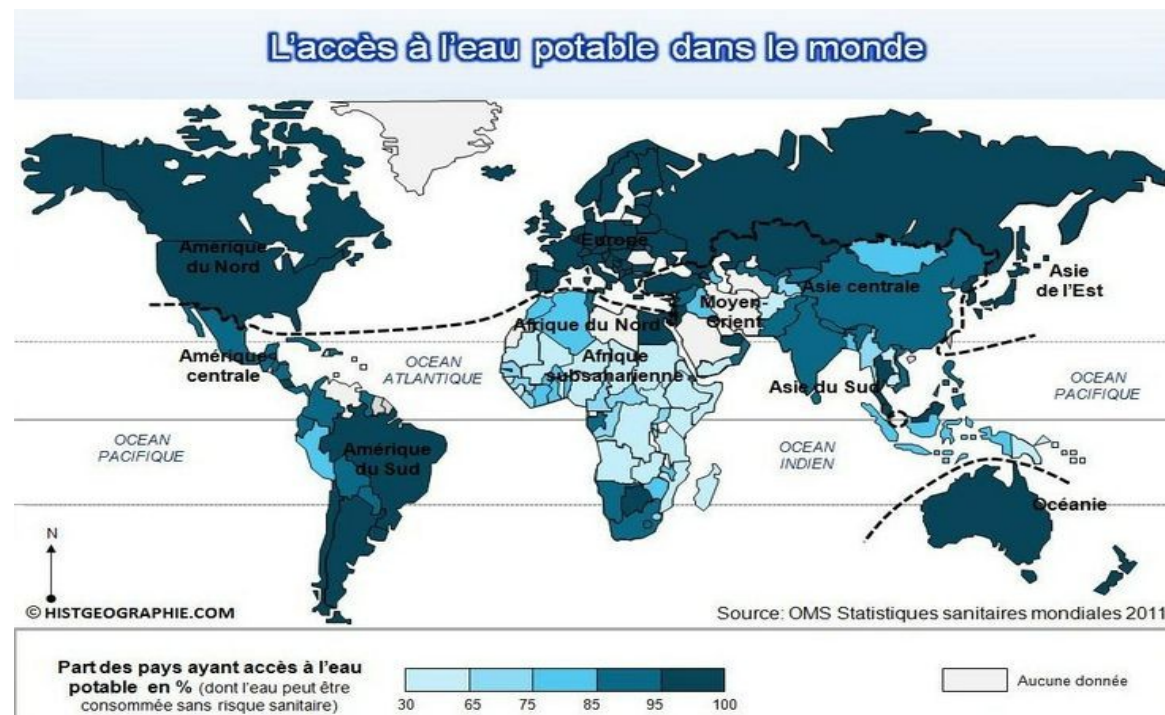 L'accès à l'eau potable dans le monde
Amérique
du Nord
Europe
Asie centrale
Asie
de l'Est
Moyen-
Orient
Afrique du Nord
Afrique
subsaharienne
Amérique
centrale
OCEAN
ATLANTIQUE
Asie du Sud
OCEAN
PACIFIQUE
OCEAN
PACIFIQUE
Amérique
du Sud
OCEAN
INDIEN
Océanie
N
© HISTGEOGRAPHIE.COM
Source: OMS Statistiques sanitaires mondiales 2011
Part des pays ayant accès à l'eau
potable en % (dont l'eau peut être
consommée sans risque sanitaire)
30 65 75 85 95 100
Aucune donnée